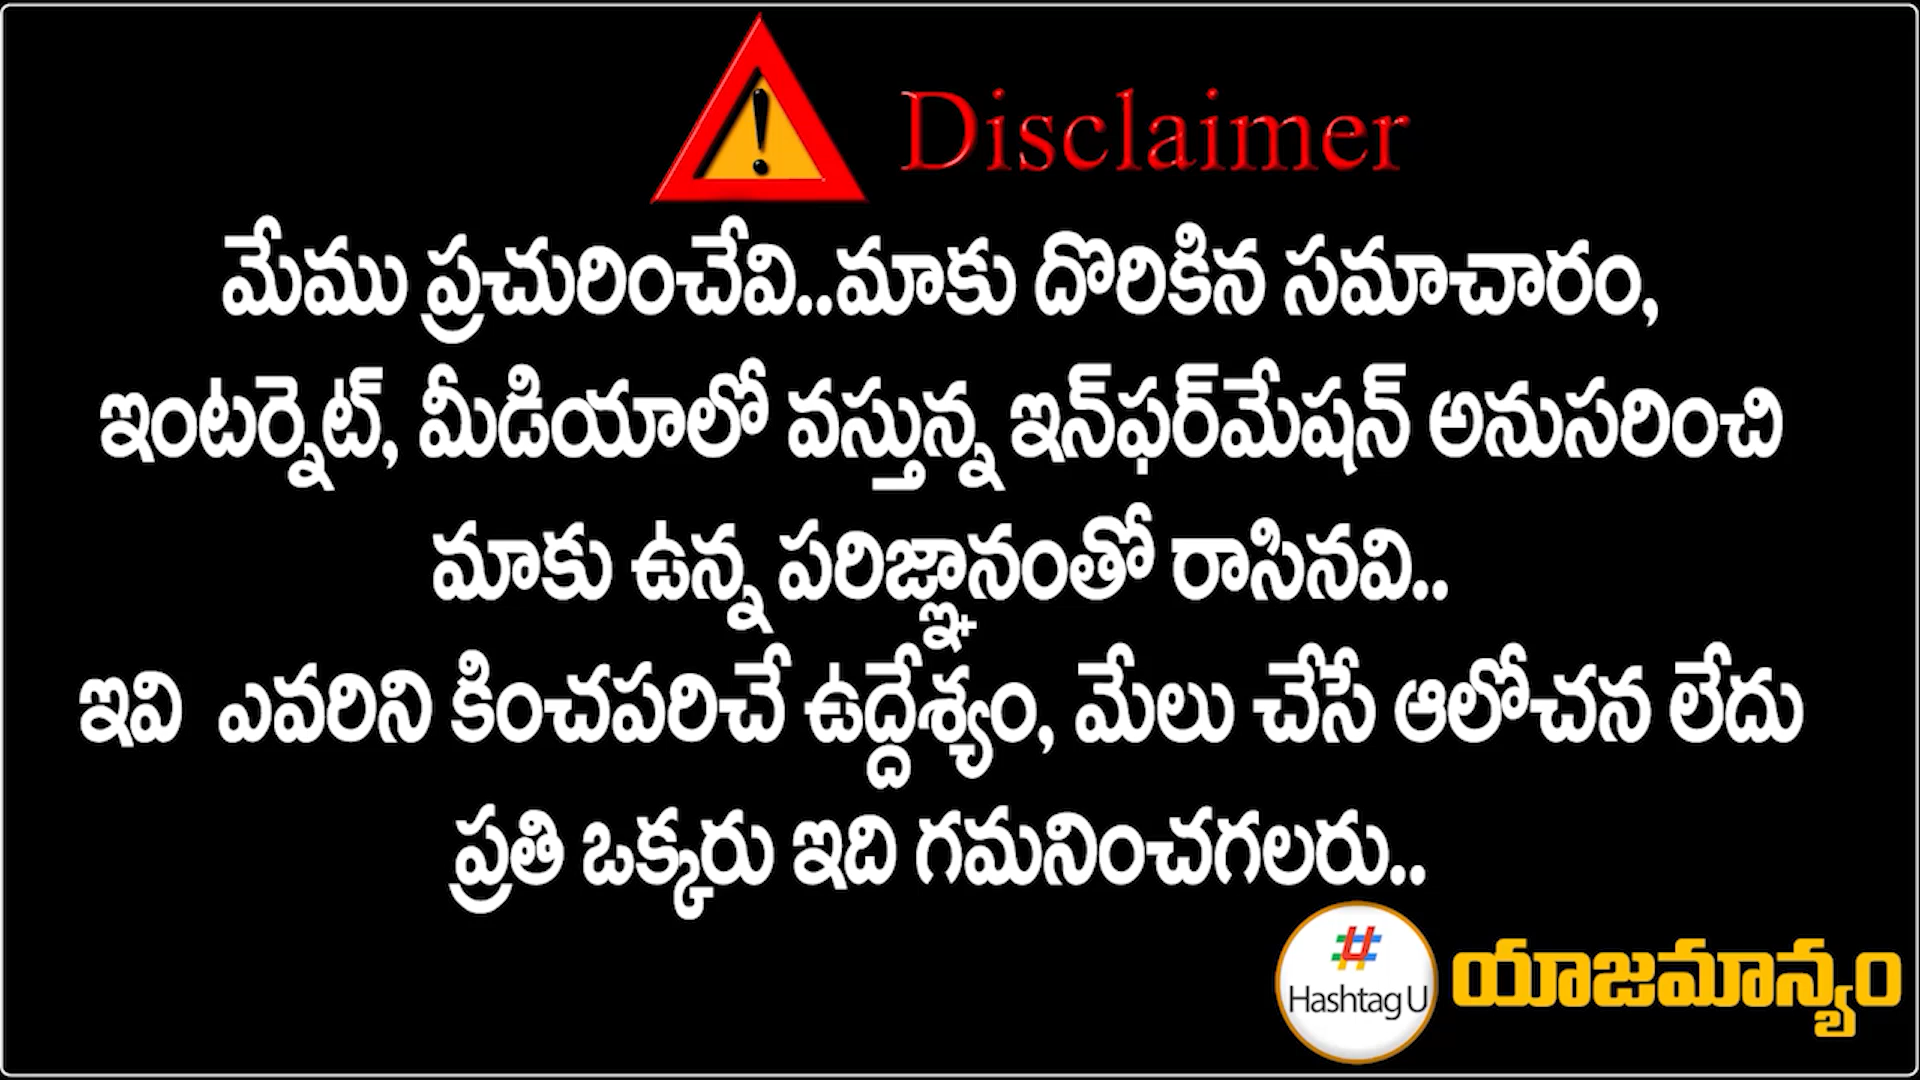 Disclaimer
మేము ప్రచురించేవి..మాకు దొరికిన సమాచారం,
ఇంటర్నెట్, మీడియాలో వస్తున్న ఇన్‌ఫర్‌మేషన్ అనుసరించి
మాకు ఉన్న పరిజ్ఞానంతో రాసినవి..
ఇవి ఎవరిని కించపరిచే ఉద్దేశ్యం, మేలు చేసే ఆలోచన లేదు
ప్రతి ఒక్కరు ఇది గమనించగలరు..
# Hashtag U యాజమాన్యం